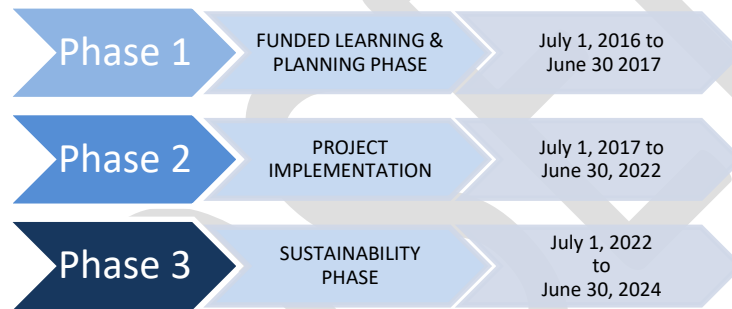 Phase 1
FUNDED LEARNING &
PLANNING PHASE
July 1, 2016 to
June 30 2017
Phase 2
PROJECT
IMPLEMENTATION
July 1, 2017 to
June 30, 2022
Phase 3
SUSTAINABILITY
PHASE
July 1, 2022
to
June 30, 2024